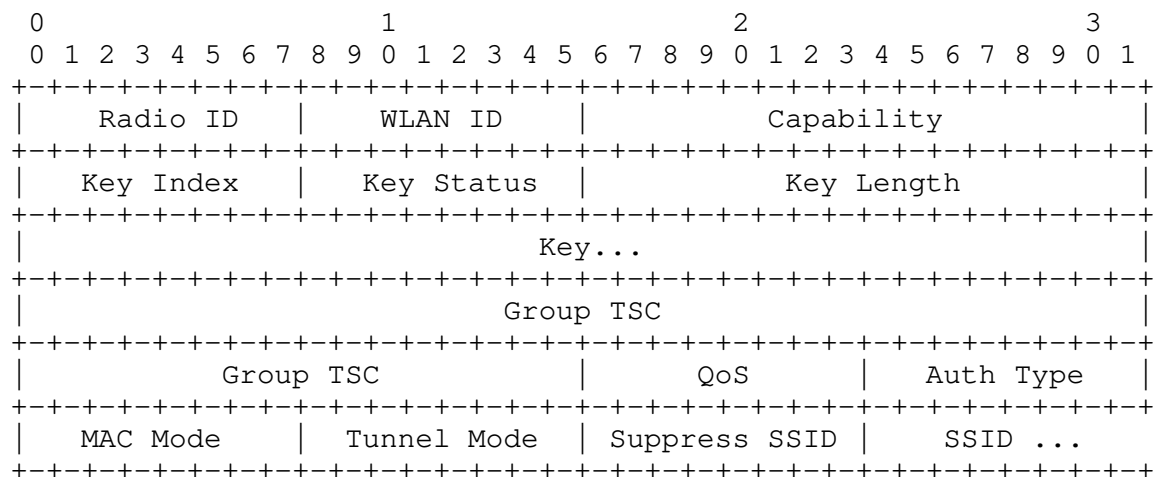 0                   1                   2                   3
 0 1 2 3 4 5 6 7 8 9 0 1 2 3 4 5 6 7 8 9 0 1 2 3 4 5 6 7 8 9 0 1
+-+-+-+-+-+-+-+-+-+-+-+-+-+-+-+-+-+-+-+-+-+-+-+-+-+-+-+-+-+-+-+-+
|    Radio ID   |    WLAN ID    |          Capability           |
+-+-+-+-+-+-+-+-+-+-+-+-+-+-+-+-+-+-+-+-+-+-+-+-+-+-+-+-+-+-+-+-+
|   Key Index   |   Key Status  |           Key Length          |
+-+-+-+-+-+-+-+-+-+-+-+-+-+-+-+-+-+-+-+-+-+-+-+-+-+-+-+-+-+-+-+-+
|                             Key...                            |
+-+-+-+-+-+-+-+-+-+-+-+-+-+-+-+-+-+-+-+-+-+-+-+-+-+-+-+-+-+-+-+-+
|                           Group TSC                           |
+-+-+-+-+-+-+-+-+-+-+-+-+-+-+-+-+-+-+-+-+-+-+-+-+-+-+-+-+-+-+-+-+
|           Group TSC           |      QoS      |   Auth Type   |
+-+-+-+-+-+-+-+-+-+-+-+-+-+-+-+-+-+-+-+-+-+-+-+-+-+-+-+-+-+-+-+-+
|   MAC Mode    |  Tunnel Mode  | Suppress SSID |    SSID ...
+-+-+-+-+-+-+-+-+-+-+-+-+-+-+-+-+-+-+-+-+-+-+-+-+-+-+-+-+-+-+-+-+